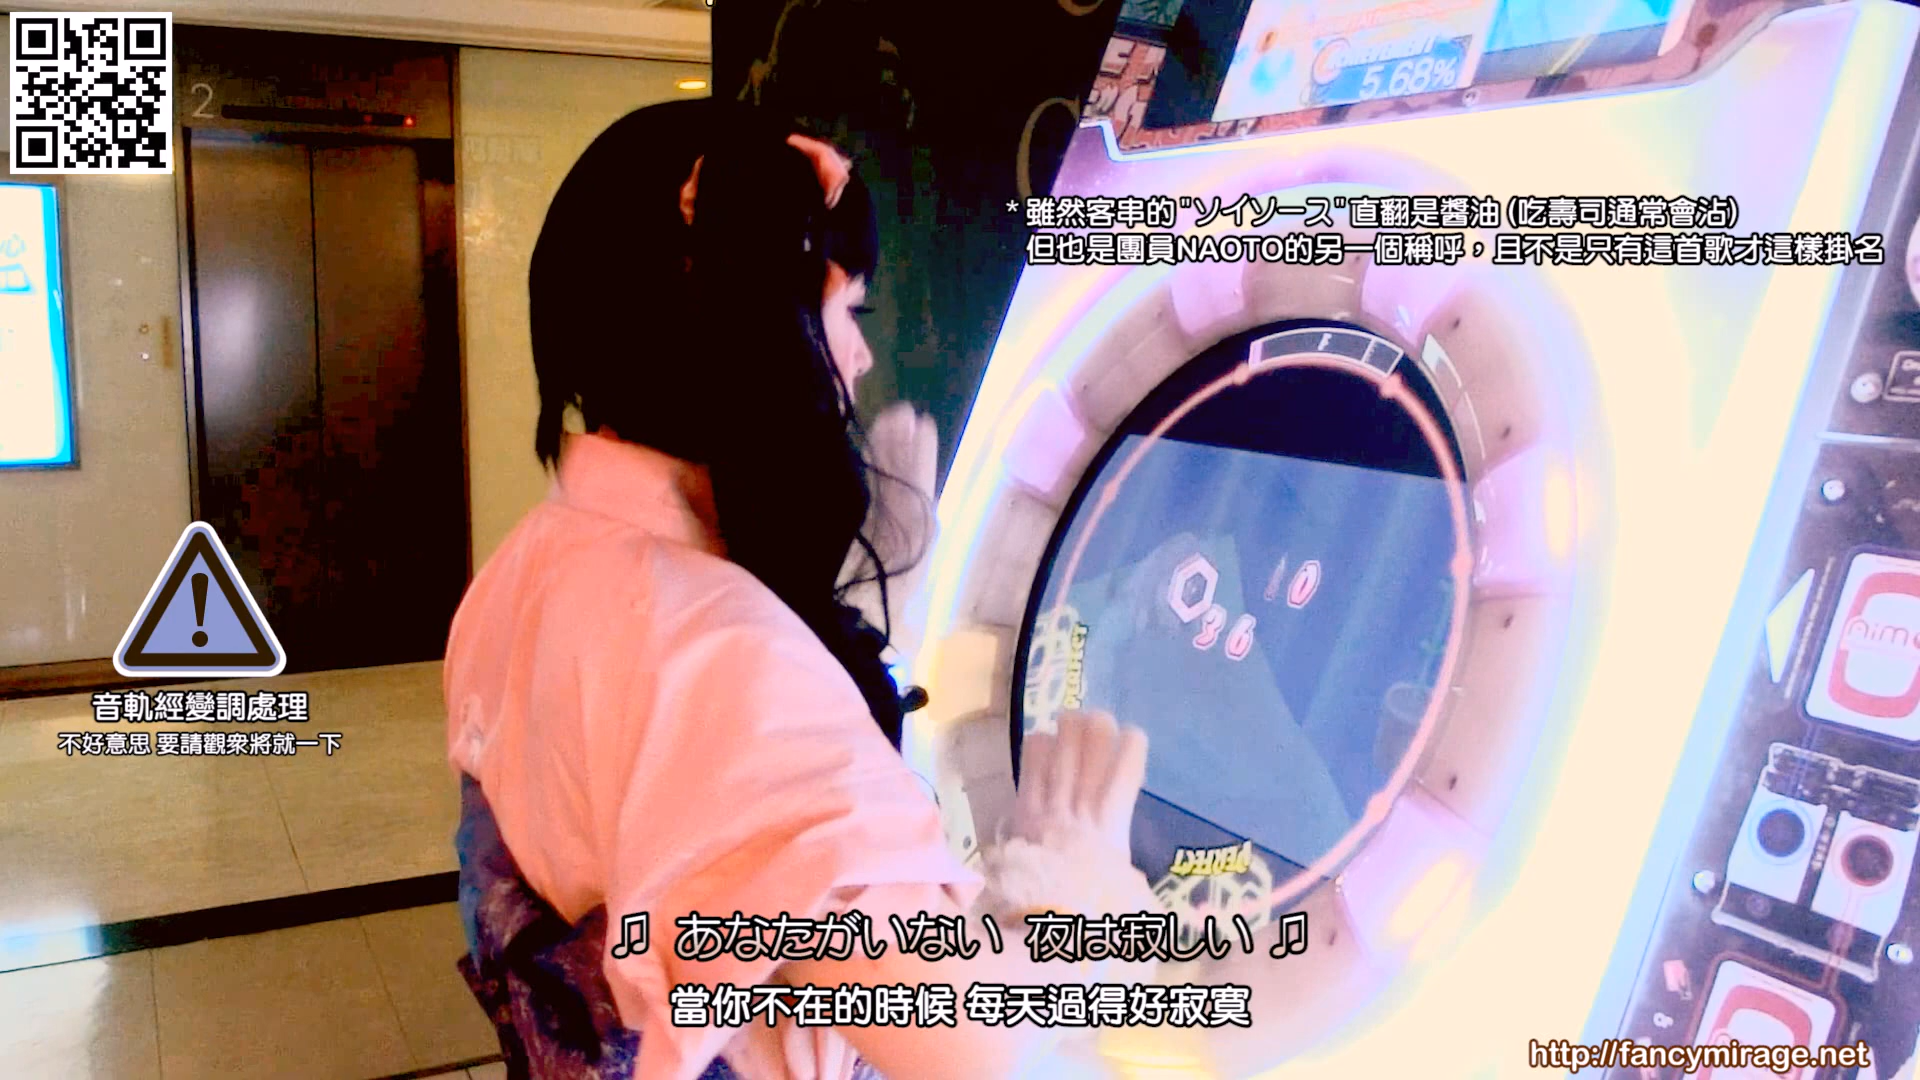 2
ACHIEVEMENT
5.68%
*雖然客串的"ソイソース"直翻是醬油(吃壽司通常會沾)
但也是團員NAOTO的另一個稱呼，且不是只有這首歌才這樣掛名
36
PERFECT
PERFECT
音軌經變調處理
不好意思 要請觀衆將就一下
♫ あなたがいない 夜は寂しい ♫
當你不在的時候 每天過得好寂寞
http://fancymirage.net